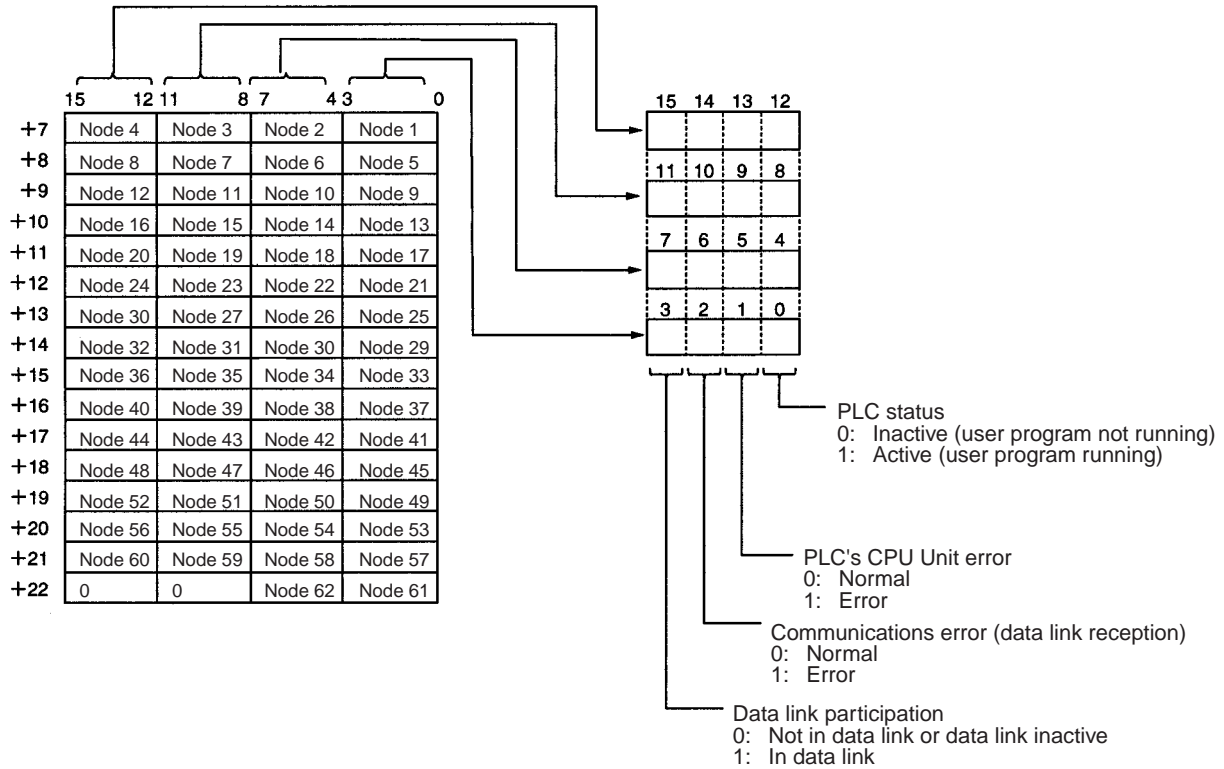 15 12 11 8 7 4 3 0
+7 Node 4 Node 3 Node 2 Node 1
+8 Node 8 Node 7 Node 6 Node 5
+9 Node 12 Node 11 Node 10 Node 9
+10 Node 16 Node 15 Node 14 Node 13
+11 Node 20 Node 19 Node 18 Node 17
+12 Node 24 Node 23 Node 22 Node 21
+13 Node 30 Node 27 Node 26 Node 25
+14 Node 32 Node 31 Node 30 Node 29
+15 Node 36 Node 35 Node 34 Node 33
+16 Node 40 Node 39 Node 38 Node 37
+17 Node 44 Node 43 Node 42 Node 41
+18 Node 48 Node 47 Node 46 Node 45
+19 Node 52 Node 51 Node 50 Node 49
+20 Node 56 Node 55 Node 54 Node 53
+21 Node 60 Node 59 Node 58 Node 57
+22 0 0 Node 62 Node 61
15 14 13 12
11 10 9 8
7 6 5 4
3 2 1 0
PLC status
0: Inactive (user program not running)
1: Active (user program running)
PLC's CPU Unit error
0: Normal
1: Error
Communications error (data link reception)
0: Normal
1: Error
Data link participation
0: Not in data link or data link inactive
1: In data link